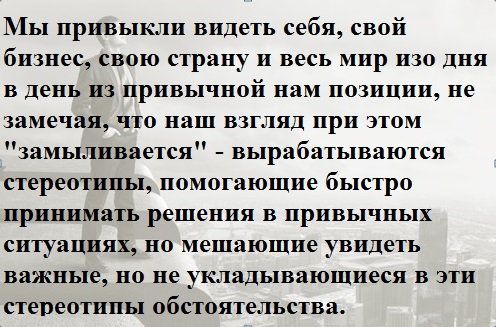 Мы привыкли видеть себя, свой
бизнес, свою страну и весь мир изо дня
в день из привычной нам позиции, не
замечая, что наш взгляд при этом
"замыливается" - вырабатываются
стереотипы, помогающие быстро
принимать решения в привычных
ситуациях, но мешающие увидеть
важные, но не укладывающиеся в эти
стереотипы обстоятельства.